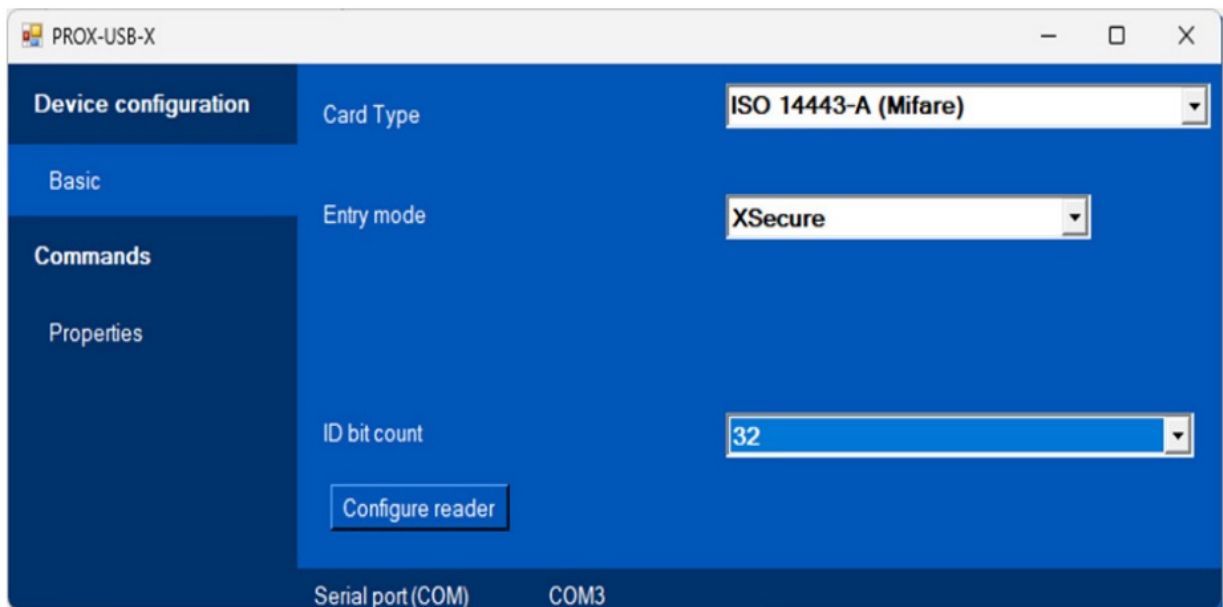 PROX-USB-X
Device configuration
Basic
Commands
Properties
Card Type
ISO 14443-A (Mifare)
Entry mode
XSecure
ID bit count
32
Configure reader
Serial port (COM)
COM3